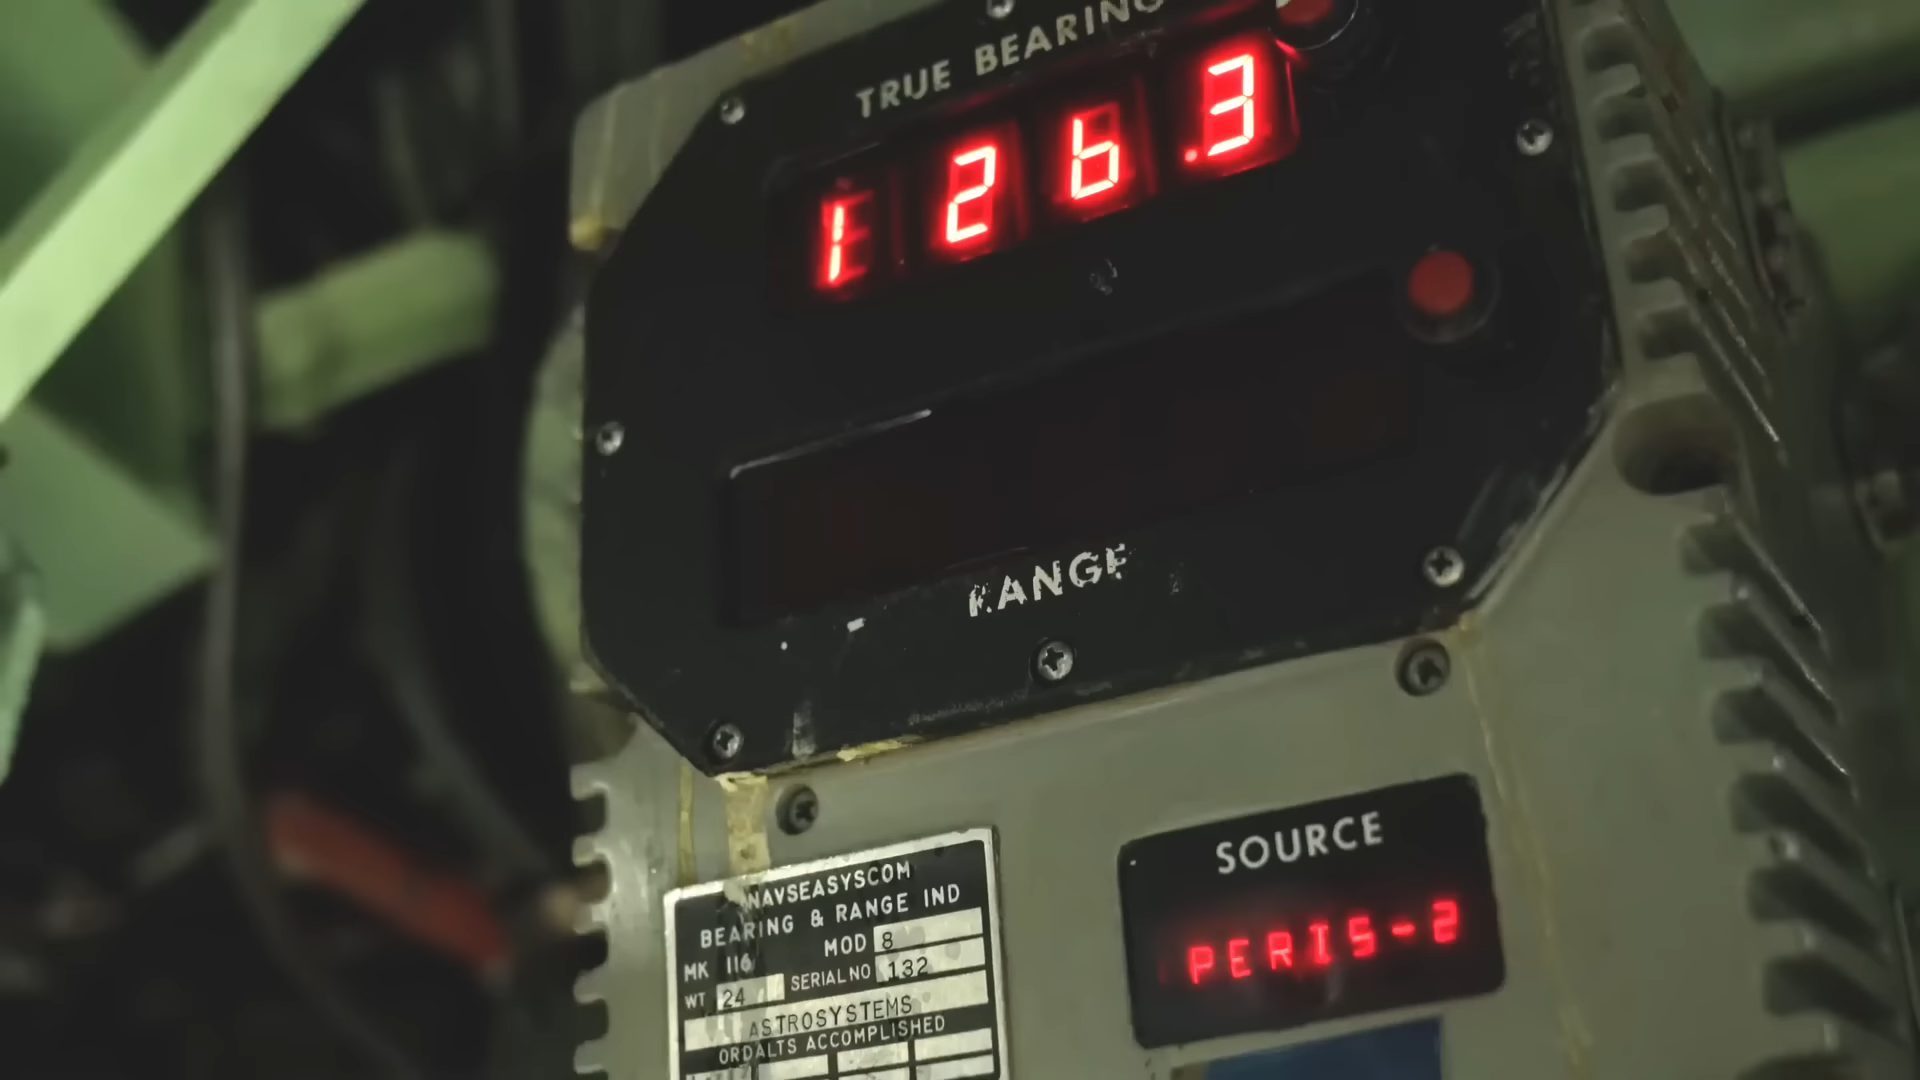 TRUE BEARING
126.3
RANGE
SOURCE
PERIS-2
NAVSEASYSCOM
BEARING & RANGE IND
MK 116 MOD 8
WT 24 SERIAL NO 132
ASTROSYSTEMS
ORDALTS ACCOMPLISHED